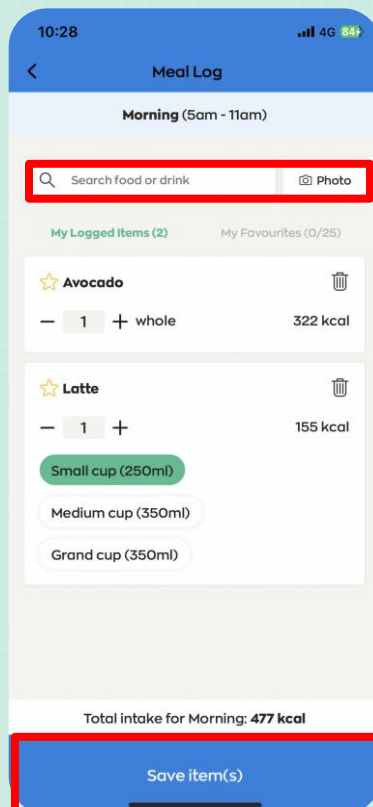 10:28 4G 84
Meal Log
Morning (5am - 11am)
Search food or drink Photo
My Logged Items (2) My Favourites (0/25)
Avocado
1 whole 322 kcal
Latte
1 155 kcal
Small cup (250ml)
Medium cup (350ml)
Grand cup (350ml)
Total intake for Morning: 477 kcal
Save item(s)